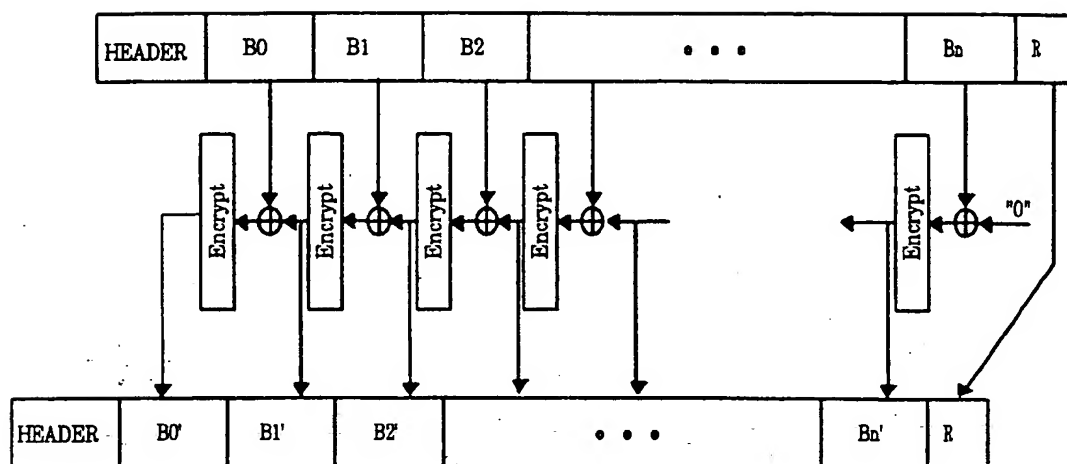 HEADER B0 B1 B2 • • • Bn R
Encrypt Encrypt Encrypt Encrypt Encrypt "0"
HEADER B0' B1' B2' • • • Bn' R